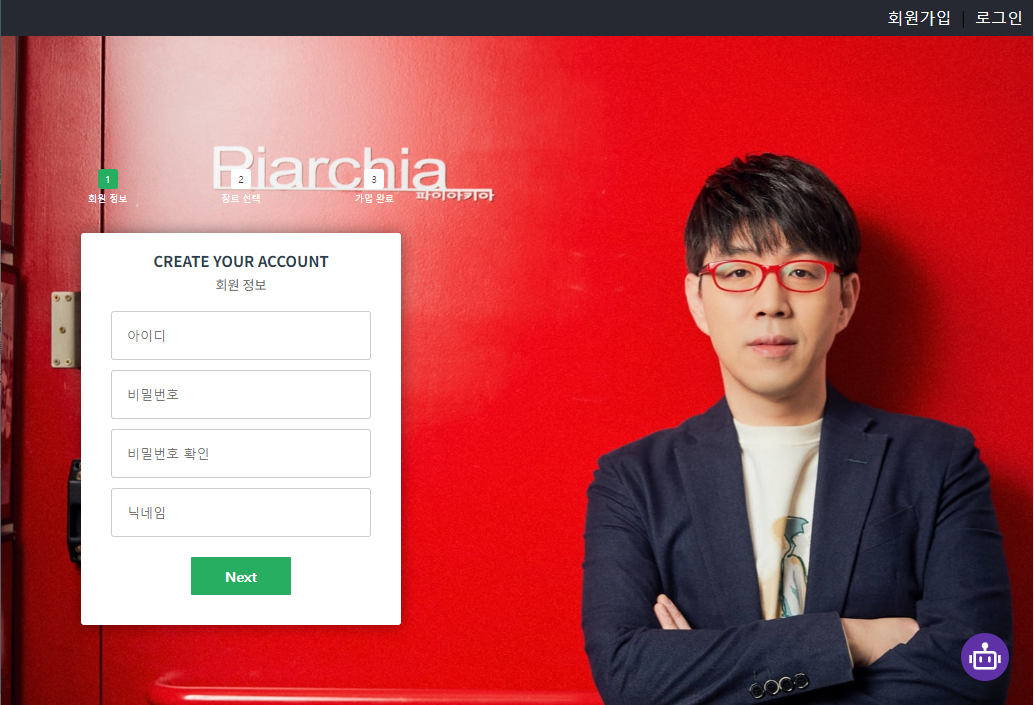 회원가입 | 로그인
Piarchia
파이아키아
1 2 3
회원 정보 장르 선택 가입 완료
CREATE YOUR ACCOUNT
회원 정보
아이디
비밀번호
비밀번호 확인
닉네임
Next